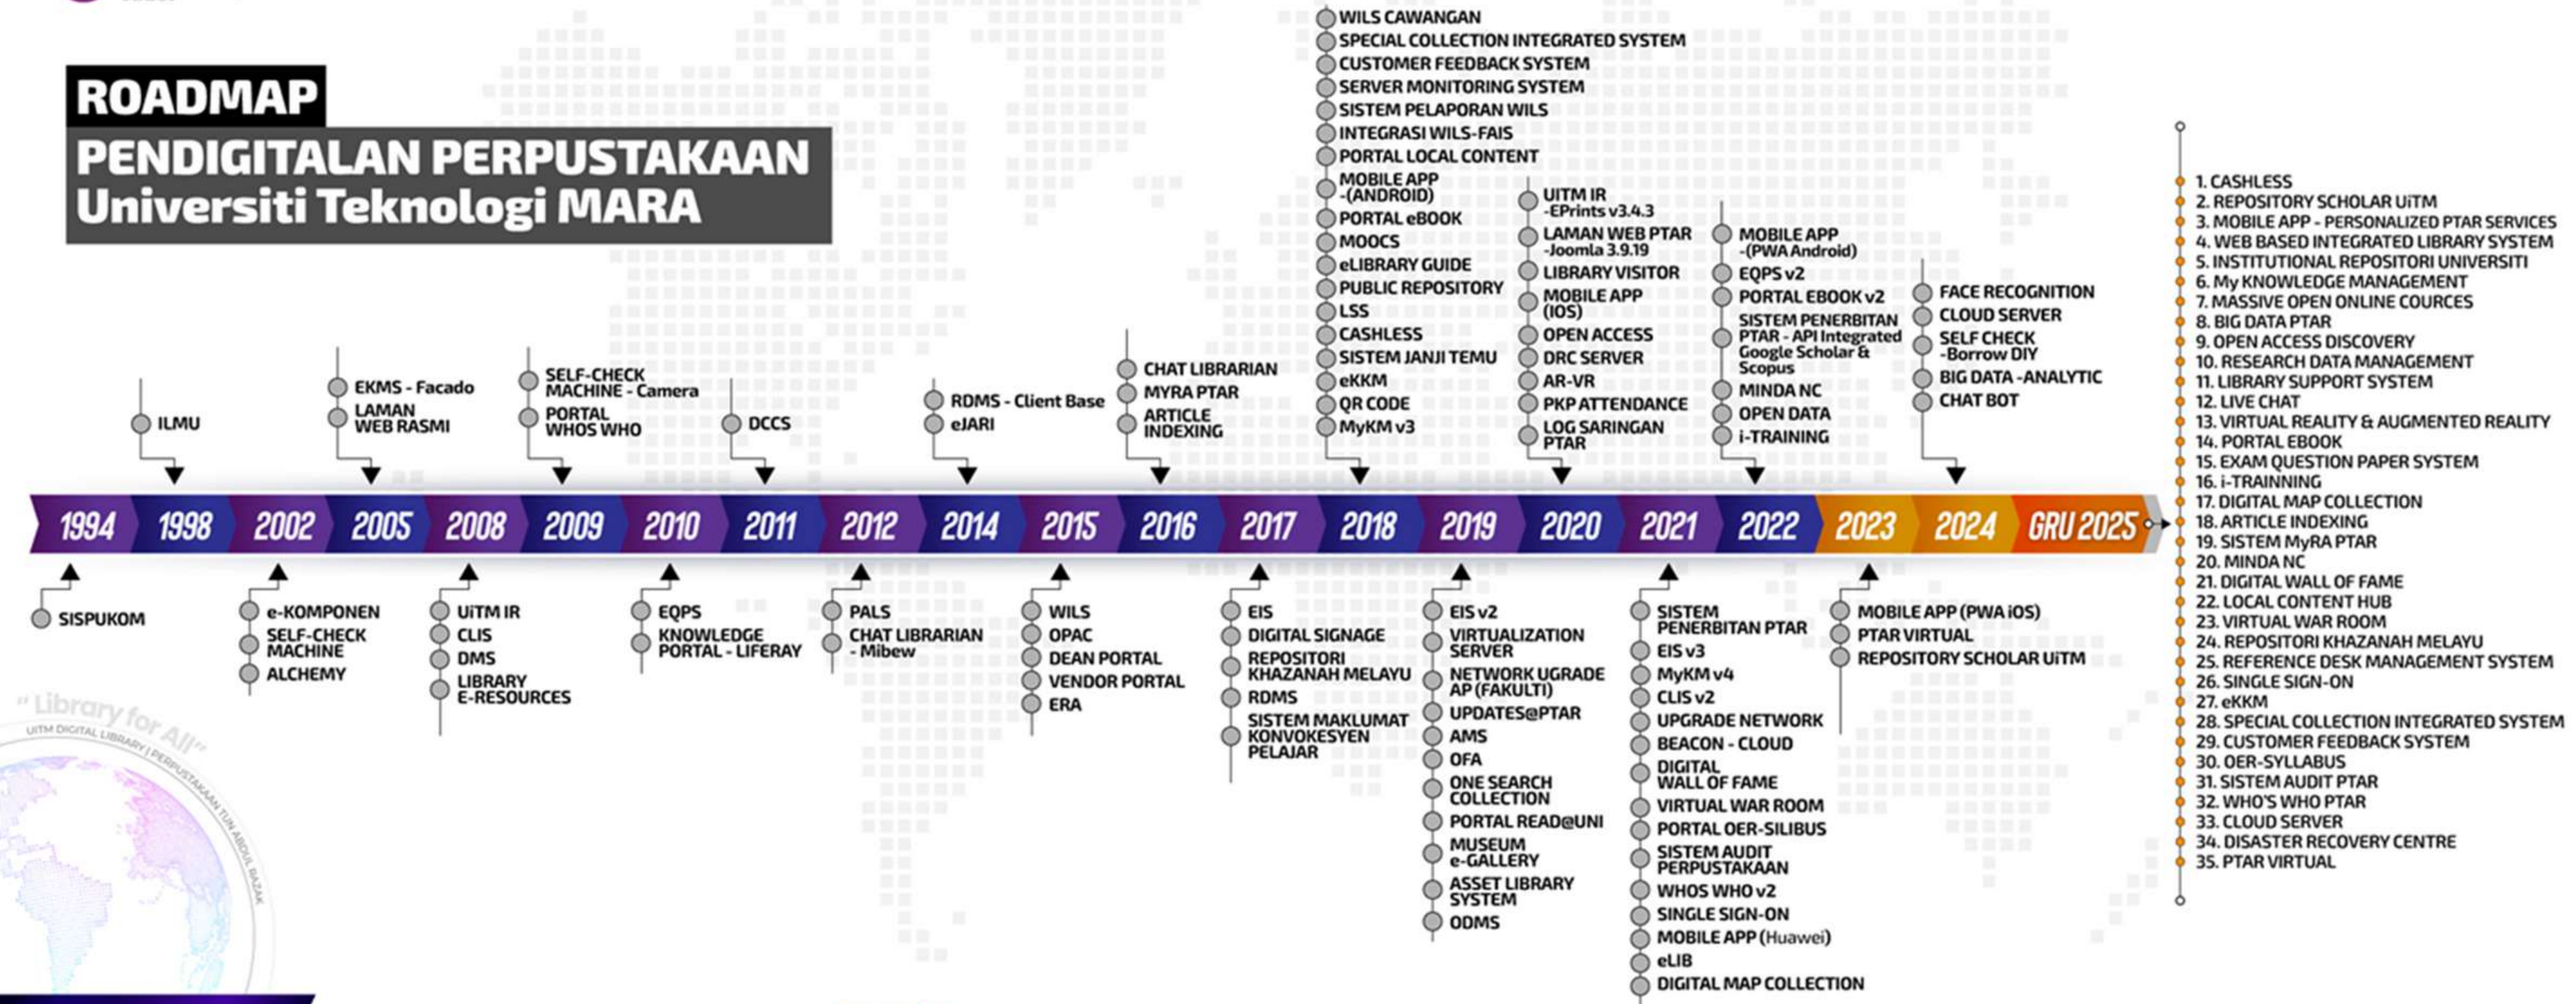 ROADMAP
PENDIGITALAN PERPUSTAKAAN
Universiti Teknologi MARA
ILMU
EKMS - Facado
LAMAN
WEB RASMI
SELF-CHECK
MACHINE - Camera
PORTAL
WHOS WHO
DCCS
RDMS - Client Base
eJARI
CHAT LIBRARIAN
MYRA PTAR
ARTICLE
INDEXING
WILS CAWANGAN
SPECIAL COLLECTION INTEGRATED SYSTEM
CUSTOMER FEEDBACK SYSTEM
SERVER MONITORING SYSTEM
SISTEM PELAPORAN WILS
INTEGRASI WILS-FAIS
PORTAL LOCAL CONTENT
MOBILE APP
-(ANDROID)
PORTAL eBOOK
MOOCS
eLIBRARY GUIDE
PUBLIC REPOSITORY
LSS
CASHLESS
SISTEM JANJI TEMU
eKKM
QR CODE
MyKM v3
UITM IR
-EPrints v3.4.3
LAMAN WEB PTAR
-Joomla 3.9.19
LIBRARY VISITOR
MOBILE APP
(IOS)
OPEN ACCESS
DRC SERVER
AR-VR
PKP ATTENDANCE
LOG SARINGAN
PTAR
MOBILE APP
-(PWA Android)
EQPS v2
PORTAL EBOOK v2
SISTEM PENERBITAN
PTAR - API Integrated
Google Scholar &
Scopus
MINDA NC
OPEN DATA
i-TRAINING
FACE RECOGNITION
CLOUD SERVER
SELF CHECK
-Borrow DIY
BIG DATA -ANALYTIC
CHAT BOT
1994 1998 2002 2005 2008 2009 2010 2011 2012 2014 2015 2016 2017 2018 2019 2020 2021 2022 2023 2024 GRU 2025
SISPUKOM
e-KOMPONEN
SELF-CHECK
MACHINE
ALCHEMY
UiTM IR
CLIS
DMS
LIBRARY
E-RESOURCES
EQPS
KNOWLEDGE
PORTAL - LIFERAY
PALS
CHAT LIBRARIAN
- Mibew
WILS
OPAC
DEAN PORTAL
VENDOR PORTAL
ERA
EIS
DIGITAL SIGNAGE
REPOSITORI
KHAZANAH MELAYU
RDMS
SISTEM MAKLUMAT
KONVOKESYEN
PELAJAR
EIS v2
VIRTUALIZATION
SERVER
NETWORK UGRADE
AP (FAKULTI)
UPDATES@PTAR
AMS
OFA
ONE SEARCH
COLLECTION
PORTAL READ@UNI
MUSEUM
e-GALLERY
ASSET LIBRARY
SYSTEM
ODMS
SISTEM
PENERBITAN PTAR
EIS v3
MyKM v4
CLIS v2
UPGRADE NETWORK
BEACON - CLOUD
DIGITAL
WALL OF FAME
VIRTUAL WAR ROOM
PORTAL OER-SILIBUS
SISTEM AUDIT
PERPUSTAKAAN
WHOS WHO v2
SINGLE SIGN-ON
MOBILE APP (Huawei)
eLIB
DIGITAL MAP COLLECTION
MOBILE APP (PWA iOS)
PTAR VIRTUAL
REPOSITORY SCHOLAR UiTM
1. CASHLESS
2. REPOSITORY SCHOLAR UiTM
3. MOBILE APP - PERSONALIZED PTAR SERVICES
4. WEB BASED INTEGRATED LIBRARY SYSTEM
5. INSTITUTIONAL REPOSITORI UNIVERSITI
6. My KNOWLEDGE MANAGEMENT
7. MASSIVE OPEN ONLINE COURCES
8. BIG DATA PTAR
9. OPEN ACCESS DISCOVERY
10. RESEARCH DATA MANAGEMENT
11. LIBRARY SUPPORT SYSTEM
12. LIVE CHAT
13. VIRTUAL REALITY & AUGMENTED REALITY
14. PORTAL EBOOK
15. EXAM QUESTION PAPER SYSTEM
16. i-TRAINNING
17. DIGITAL MAP COLLECTION
18. ARTICLE INDEXING
19. SISTEM MyRA PTAR
20. MINDA NC
21. DIGITAL WALL OF FAME
22. LOCAL CONTENT HUB
23. VIRTUAL WAR ROOM
24. REPOSITORI KHAZANAH MELAYU
25. REFERENCE DESK MANAGEMENT SYSTEM
26. SINGLE SIGN-ON
27. eKKM
28. SPECIAL COLLECTION INTEGRATED SYSTEM
29. CUSTOMER FEEDBACK SYSTEM
30. OER-SYLLABUS
31. SISTEM AUDIT PTAR
32. WHO'S WHO PTAR
33. CLOUD SERVER
34. DISASTER RECOVERY CENTRE
35. PTAR VIRTUAL
"Library for All"
UITM DIGITAL LIBRARY | PERPUSTAKAAN TUN ABDUL RAZAK